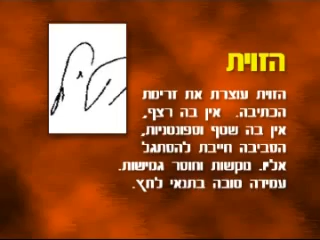 הזוית
הזוית עוצרת את זרימת
הכתיבה. אין בה רצף,
אין בה שטף וספונטניות,
הסביבה חייבת להסתגל
אליו. נוקשות וחוסר גמישות.
עמידה טובה בתנאי לחץ.